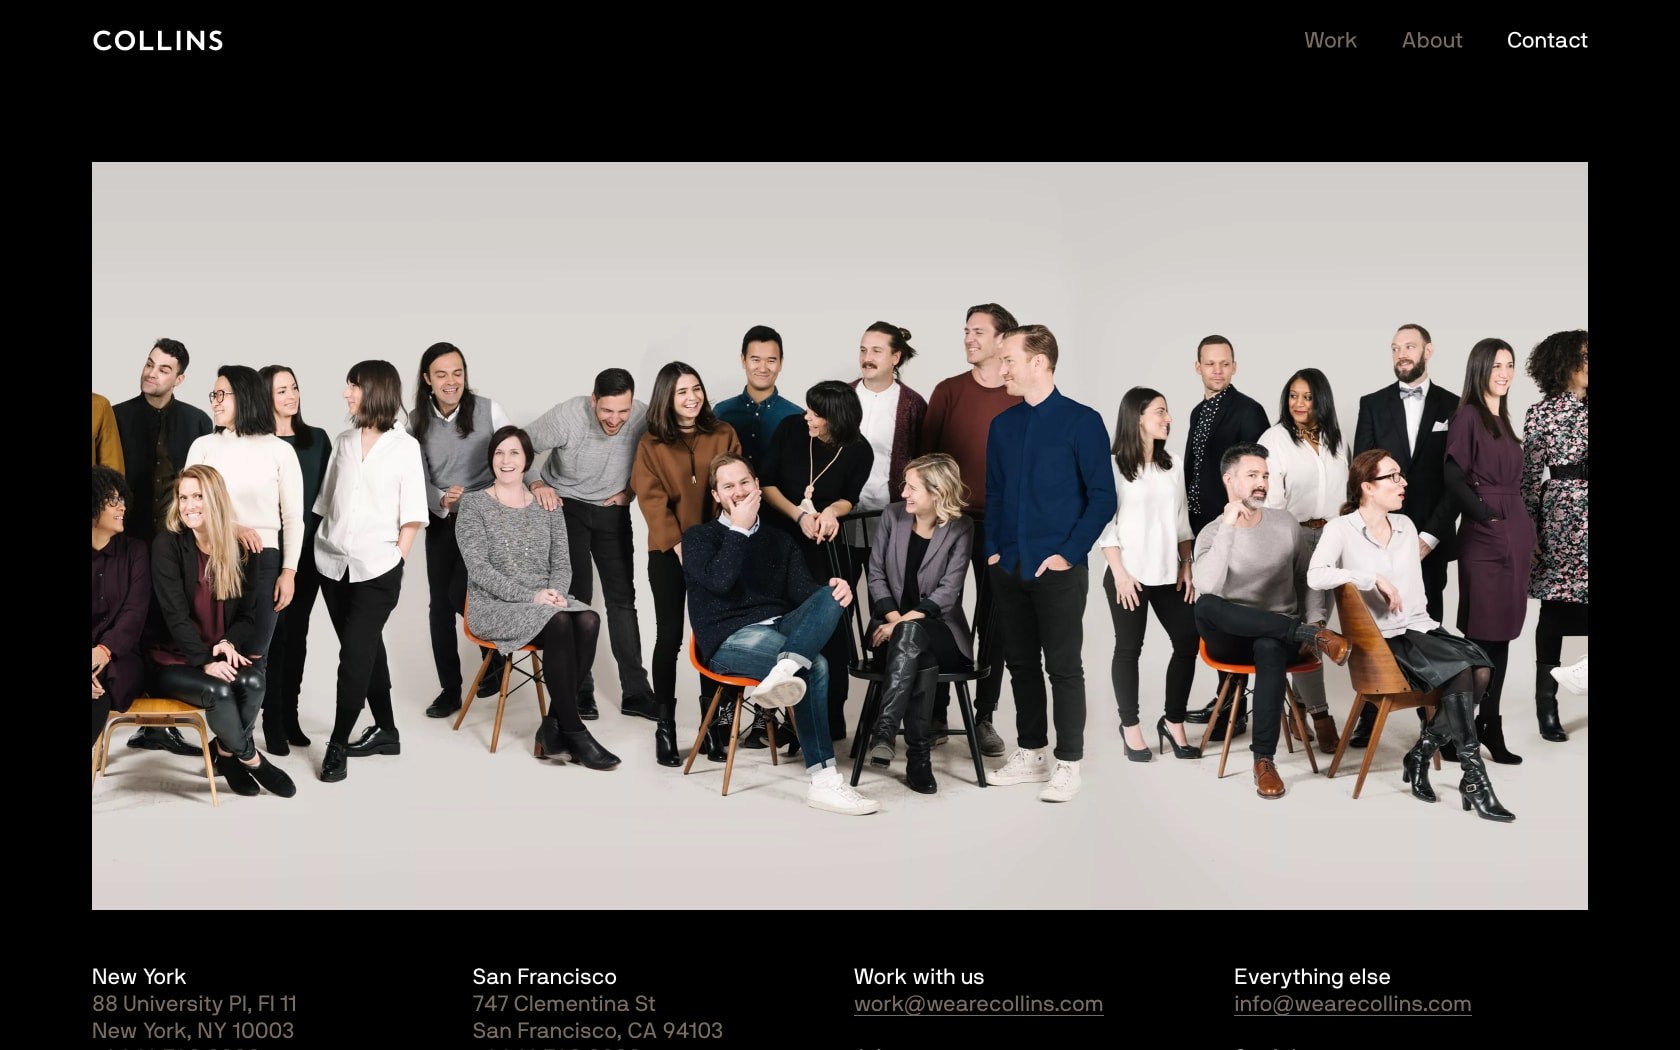 COLLINS
Work
About
Contact
New York
88 University Pl, Fl 11
New York, NY 10003
San Francisco
747 Clementina St
San Francisco, CA 94103
Work with us
work@wearecollins.com
Everything else
info@wearecollins.com